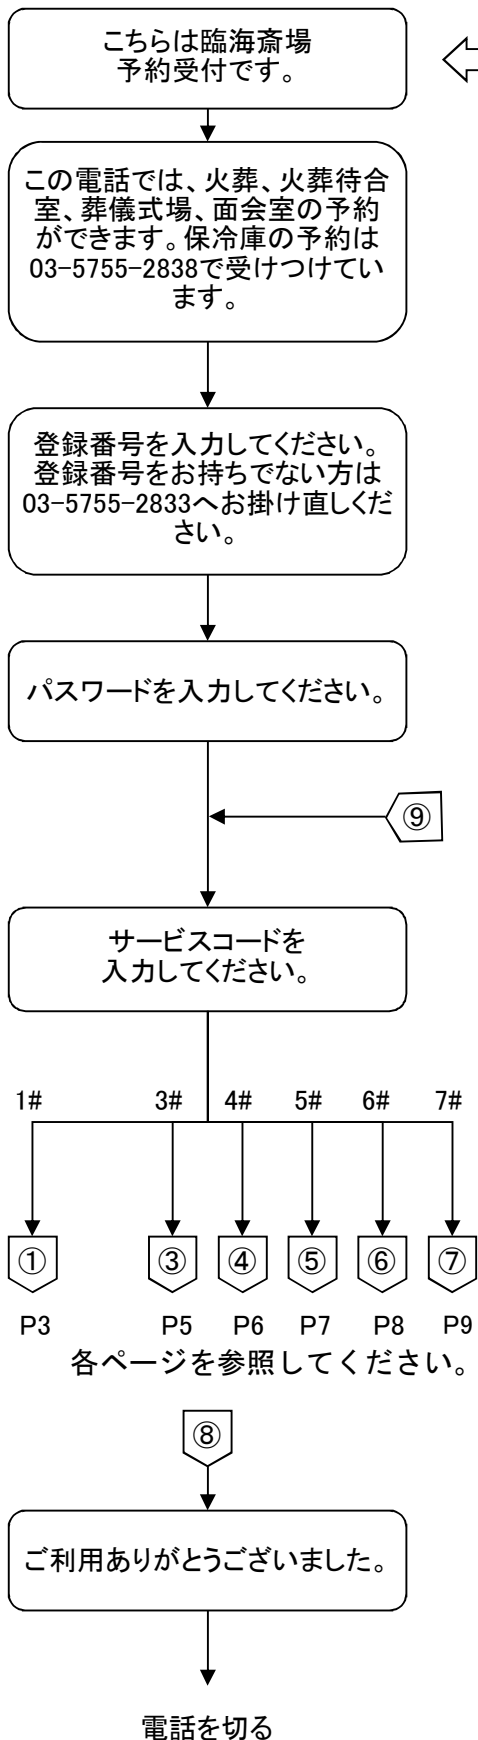 こちらは臨海斎場
予約受付です。
この電話では、火葬、火葬待合
室、葬儀式場、面会室の予約
ができます。保冷庫の予約は
03-5755-2838で受けつけてい
ます。
登録番号を入力してください。
登録番号をお持ちでない方は
03-5755-2833へお掛け直しくだ
さい。
パスワードを入力してください。
⑨
サービスコードを
入力してください。
1# 3# 4# 5# 6# 7#
① ③ ④ ⑤ ⑥ ⑦
P3 P5 P6 P7 P8 P9
各ページを参照してください。
⑧
ご利用ありがとうございました。
電話を切る